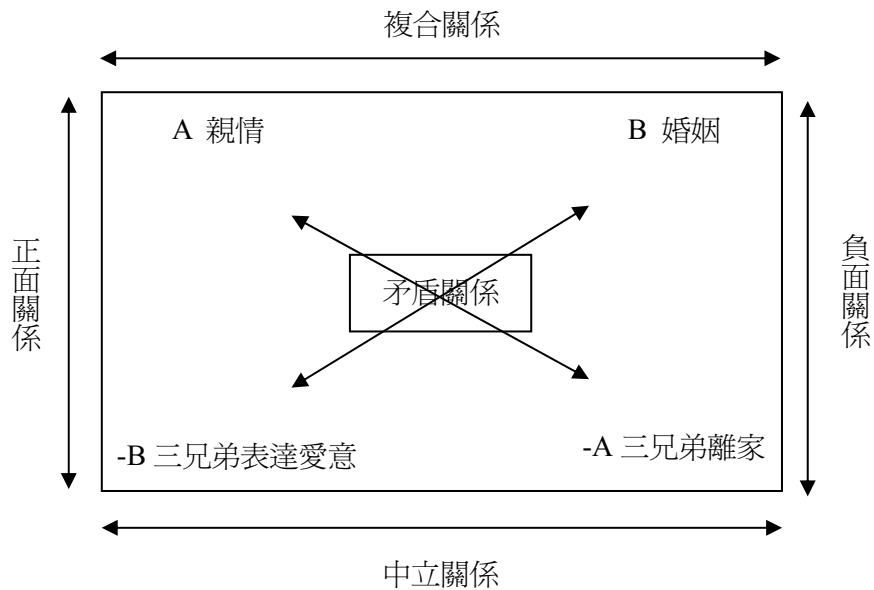 複合關係
A 親情
B 婚姻
正面關係
矛盾關係
負面關係
-B 三兄弟表達愛意
-A 三兄弟離家
中立關係